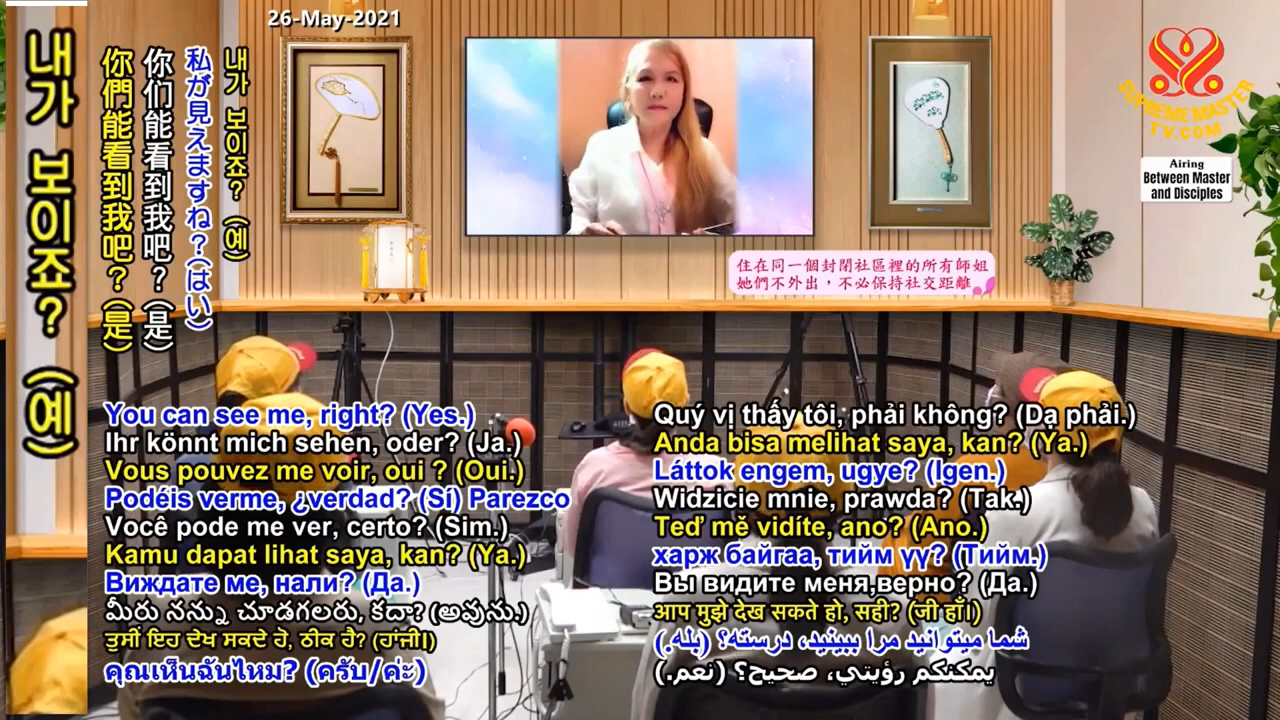 26-May-2021
내가 보이죠? (예)
내가 보이죠? (예)
私が見えますね？(はい)
你们能看到我吧？(是)
你們能看到我吧？(是)
SUPREME MASTER
TV.COM
Airing
Between Master
and Disciples
住在同一個封閉社區裡的所有師姐
她們不外出，不必保持社交距離
You can see me, right? (Yes.)
Ihr könnt mich sehen, oder? (Ja.)
Vous pouvez me voir, oui ? (Oui.)
Podéis verme, ¿verdad? (Sí) Parezco
Você pode me ver, certo? (Sim.)
Kamu dapat lihat saya, kan? (Ya.)
Виждате ме, нали? (Да.)
మీరు నన్ను చూడగలరు, కదా? (అవును.)
ਤੁਸੀਂ ਇਹ ਦੇਖ ਸਕਦੇ ਹੋ, ਠੀਕ ਹੈ? (ਹਾਂਜੀ।)
คุณเห็นฉันไหม? (ครับ/ค่ะ)
Quý vị thấy tôi, phải không? (Dạ phải.)
Anda bisa melihat saya, kan? (Ya.)
Láttok engem, ugye? (Igen.)
Widzicie mnie, prawda? (Tak.)
Teď mě vidíte, ano? (Ano.)
харж байгаа, тийм үү? (Тийм.)
Вы видите меня,верно? (Да.)
आप मुझे देख सकते हो, सही? (जी हाँ।)
شما میتوانید مرا ببینید، درسته؟ (بله.)
يمكنكم رؤيتي، صحيح؟ (نعم.)